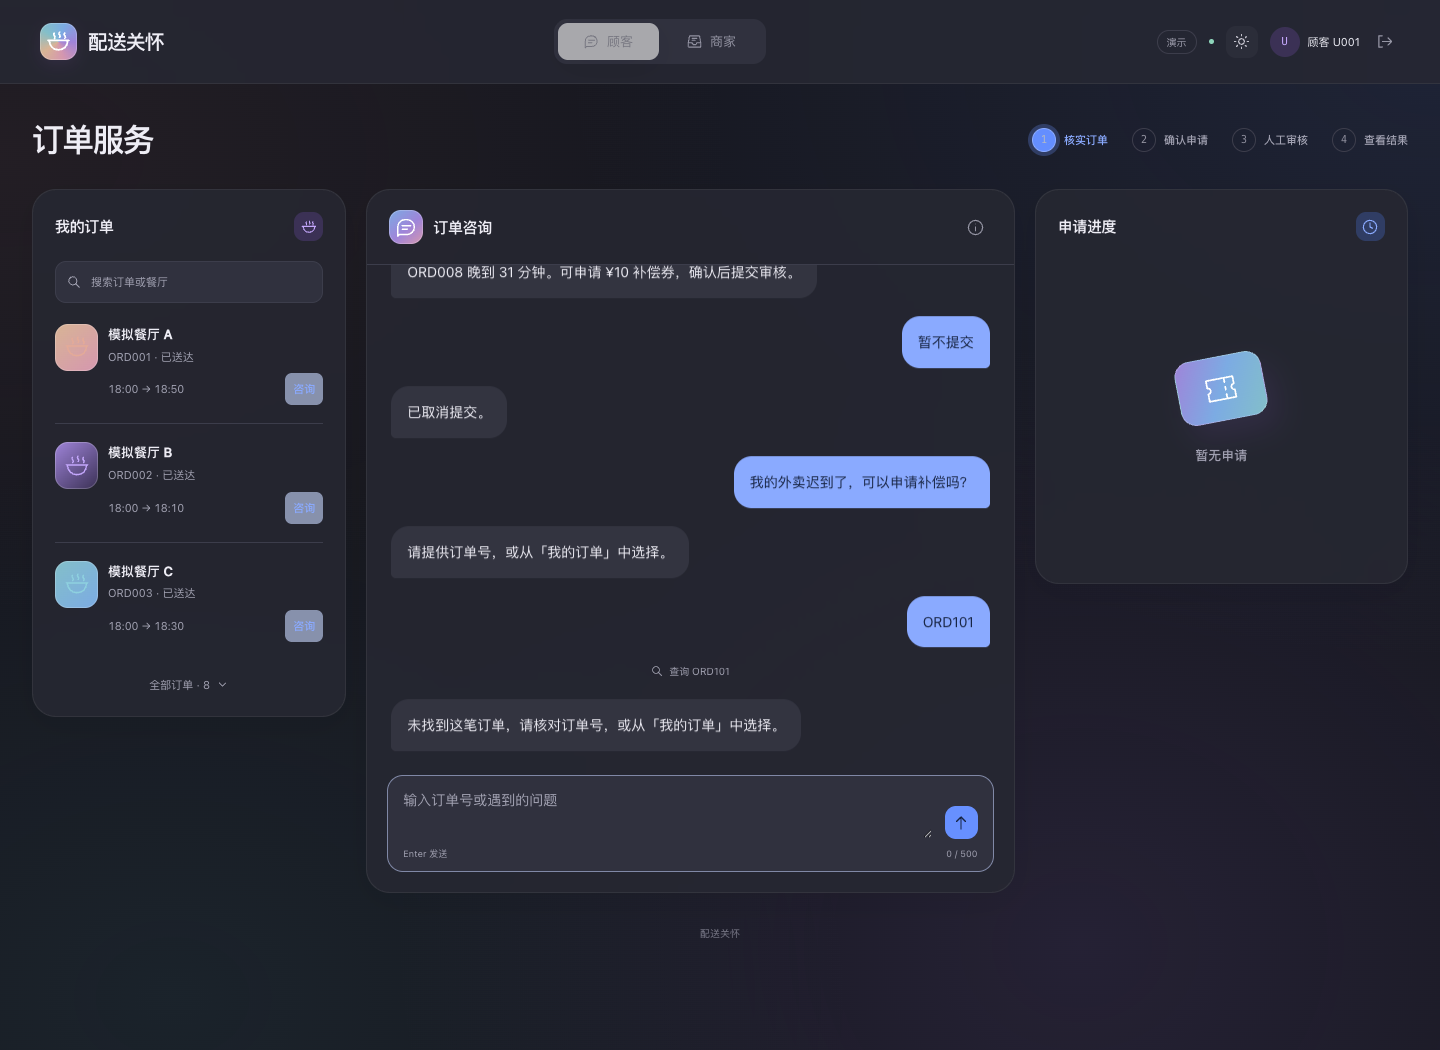 配送关怀
顾客
商家
演示
U
顾客 U001
订单服务
1 核实订单
2 确认申请
3 人工审核
4 查看结果
我的订单
搜索订单或餐厅
模拟餐厅 A
ORD001 · 已送达
18:00 → 18:50
咨询
模拟餐厅 B
ORD002 · 已送达
18:00 → 18:10
咨询
模拟餐厅 C
ORD003 · 已送达
18:00 → 18:30
咨询
全部订单 · 8
订单咨询
ORD008 晚到 31 分钟。可申请 ¥10 补偿券，确认后提交审核。
暂不提交
已取消提交。
我的外卖迟到了，可以申请补偿吗？
请提供订单号，或从「我的订单」中选择。
ORD101
查询 ORD101
未找到这笔订单，请核对订单号，或从「我的订单」中选择。
输入订单号或遇到的问题
Enter 发送
0 / 500
申请进度
暂无申请
配送关怀